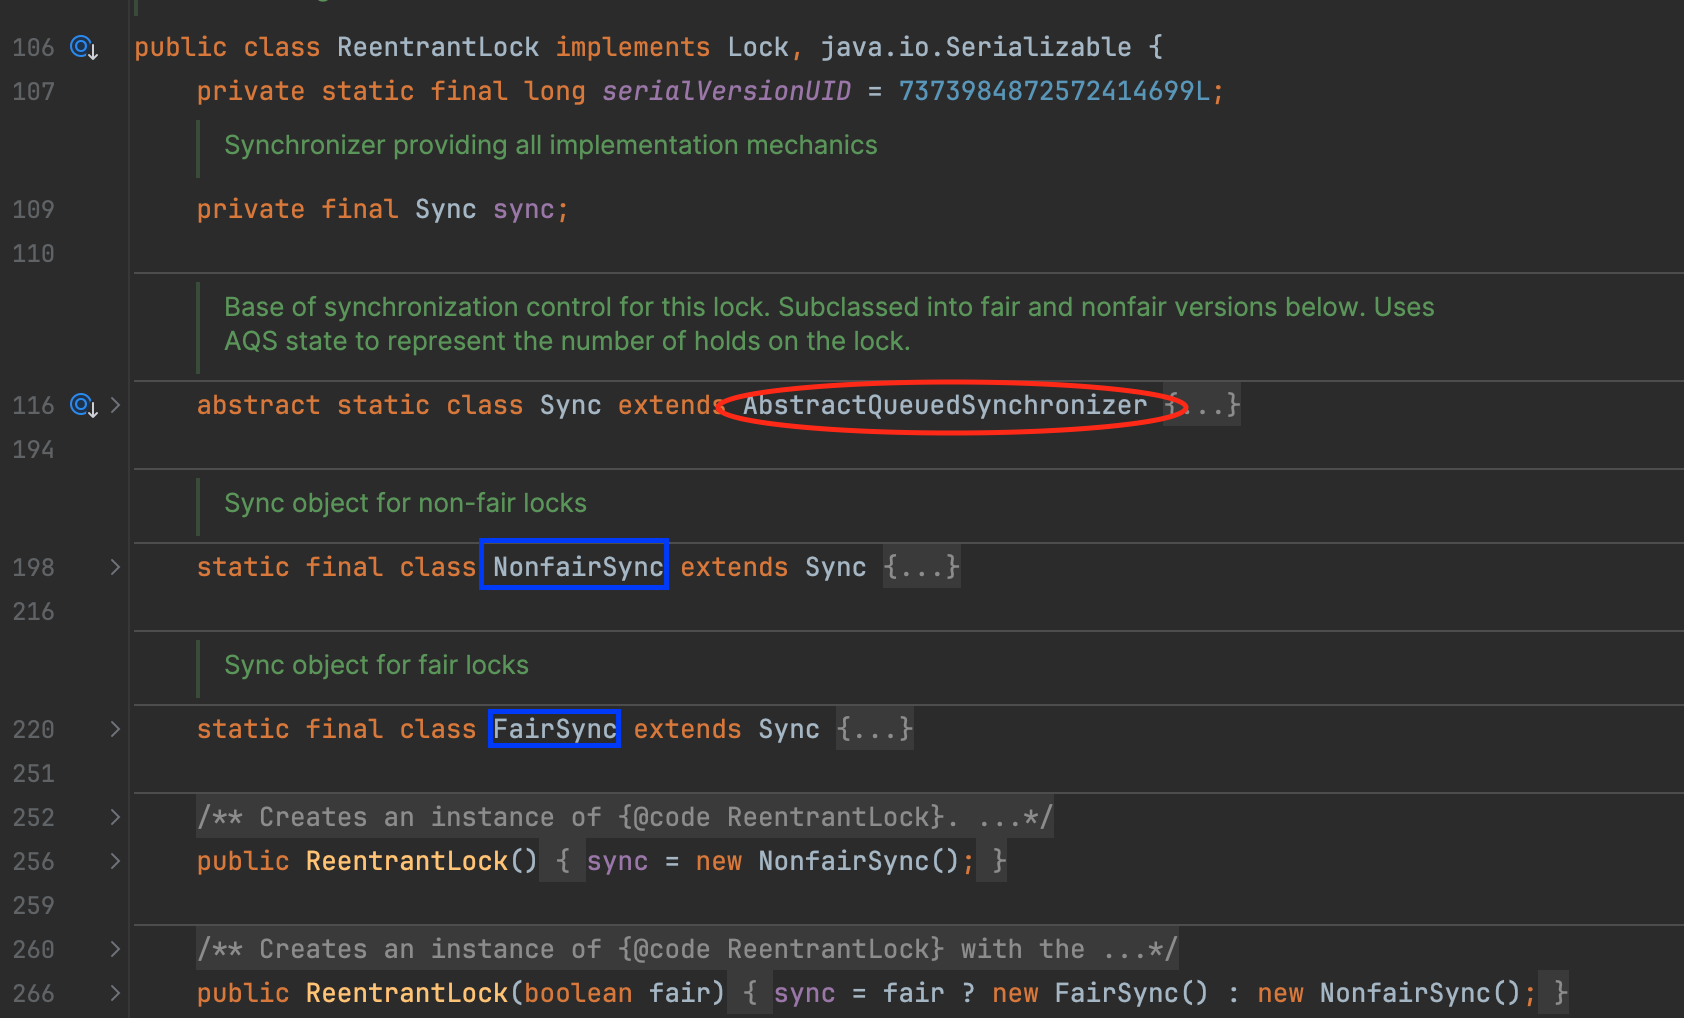 106 public class ReentrantLock implements Lock, java.io.Serializable {
107 private static final long serialVersionUID = 7373984872572414699L;
Synchronizer providing all implementation mechanics
109 private final Sync sync;
110
Base of synchronization control for this lock. Subclassed into fair and nonfair versions below. Uses
AQS state to represent the number of holds on the lock.
116 abstract static class Sync extends AbstractQueuedSynchronizer {...}
194
Sync object for non-fair locks
198 static final class NonfairSync extends Sync {...}
216
Sync object for fair locks
220 static final class FairSync extends Sync {...}
251
252 /** Creates an instance of {@code ReentrantLock}. ...*/
256 public ReentrantLock() { sync = new NonfairSync(); }
259
260 /** Creates an instance of {@code ReentrantLock} with the ...*/
266 public ReentrantLock(boolean fair) { sync = fair ? new FairSync() : new NonfairSync(); }